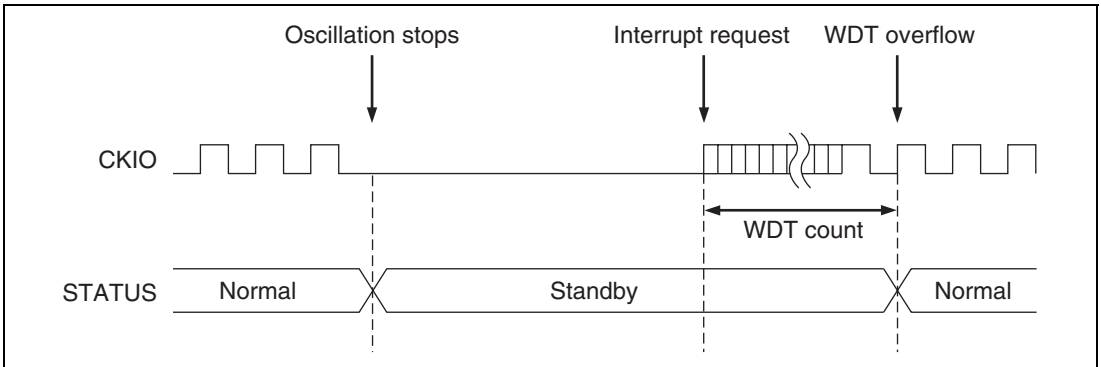 Oscillation stops Interrupt request WDT overflow
CKIO
WDT count
STATUS Normal Standby Normal